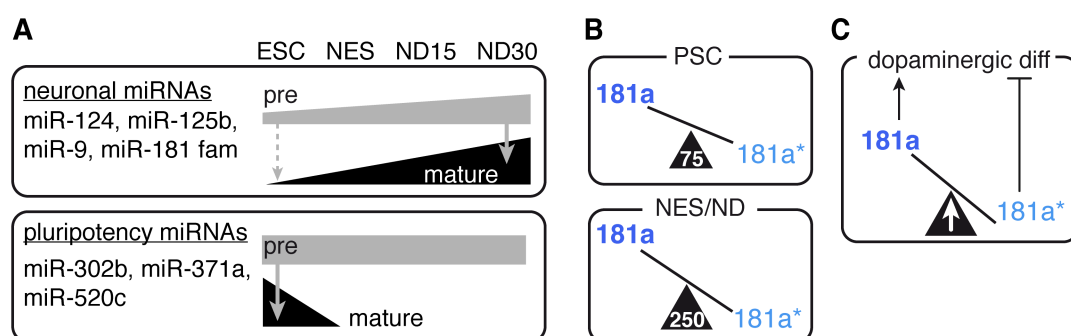 A
ESC NES ND15 ND30
neuronal miRNAs
miR-124, miR-125b,
miR-9, miR-181 fam
pre
mature
pluripotency miRNAs
miR-302b, miR-371a,
miR-520c
pre
mature
B
PSC
181a
75
181a*
NES/ND
181a
250
181a*
C
dopaminergic diff
181a
181a*